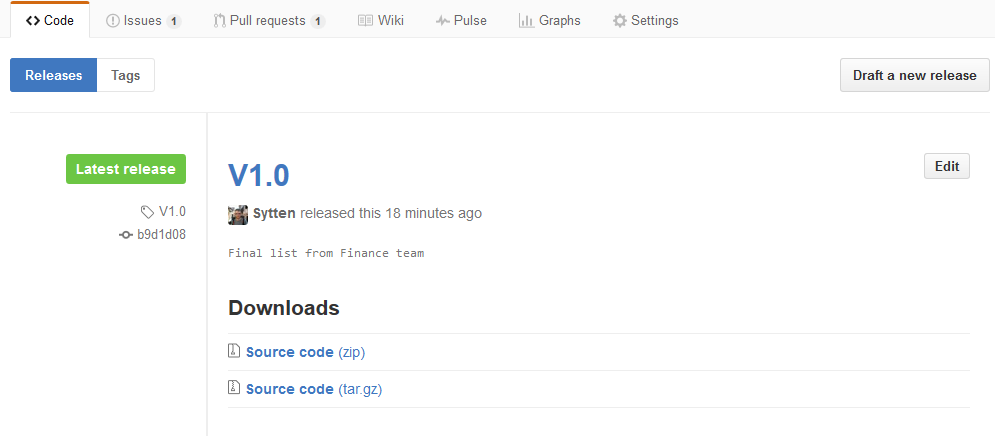 Code Issues 1 Pull requests 1 Wiki Pulse Graphs Settings
Releases Tags Draft a new release
Latest release
V1.0
b9d1d08
V1.0 Edit
Sytten released this 18 minutes ago
Final list from Finance team
Downloads
Source code (zip)
Source code (tar.gz)